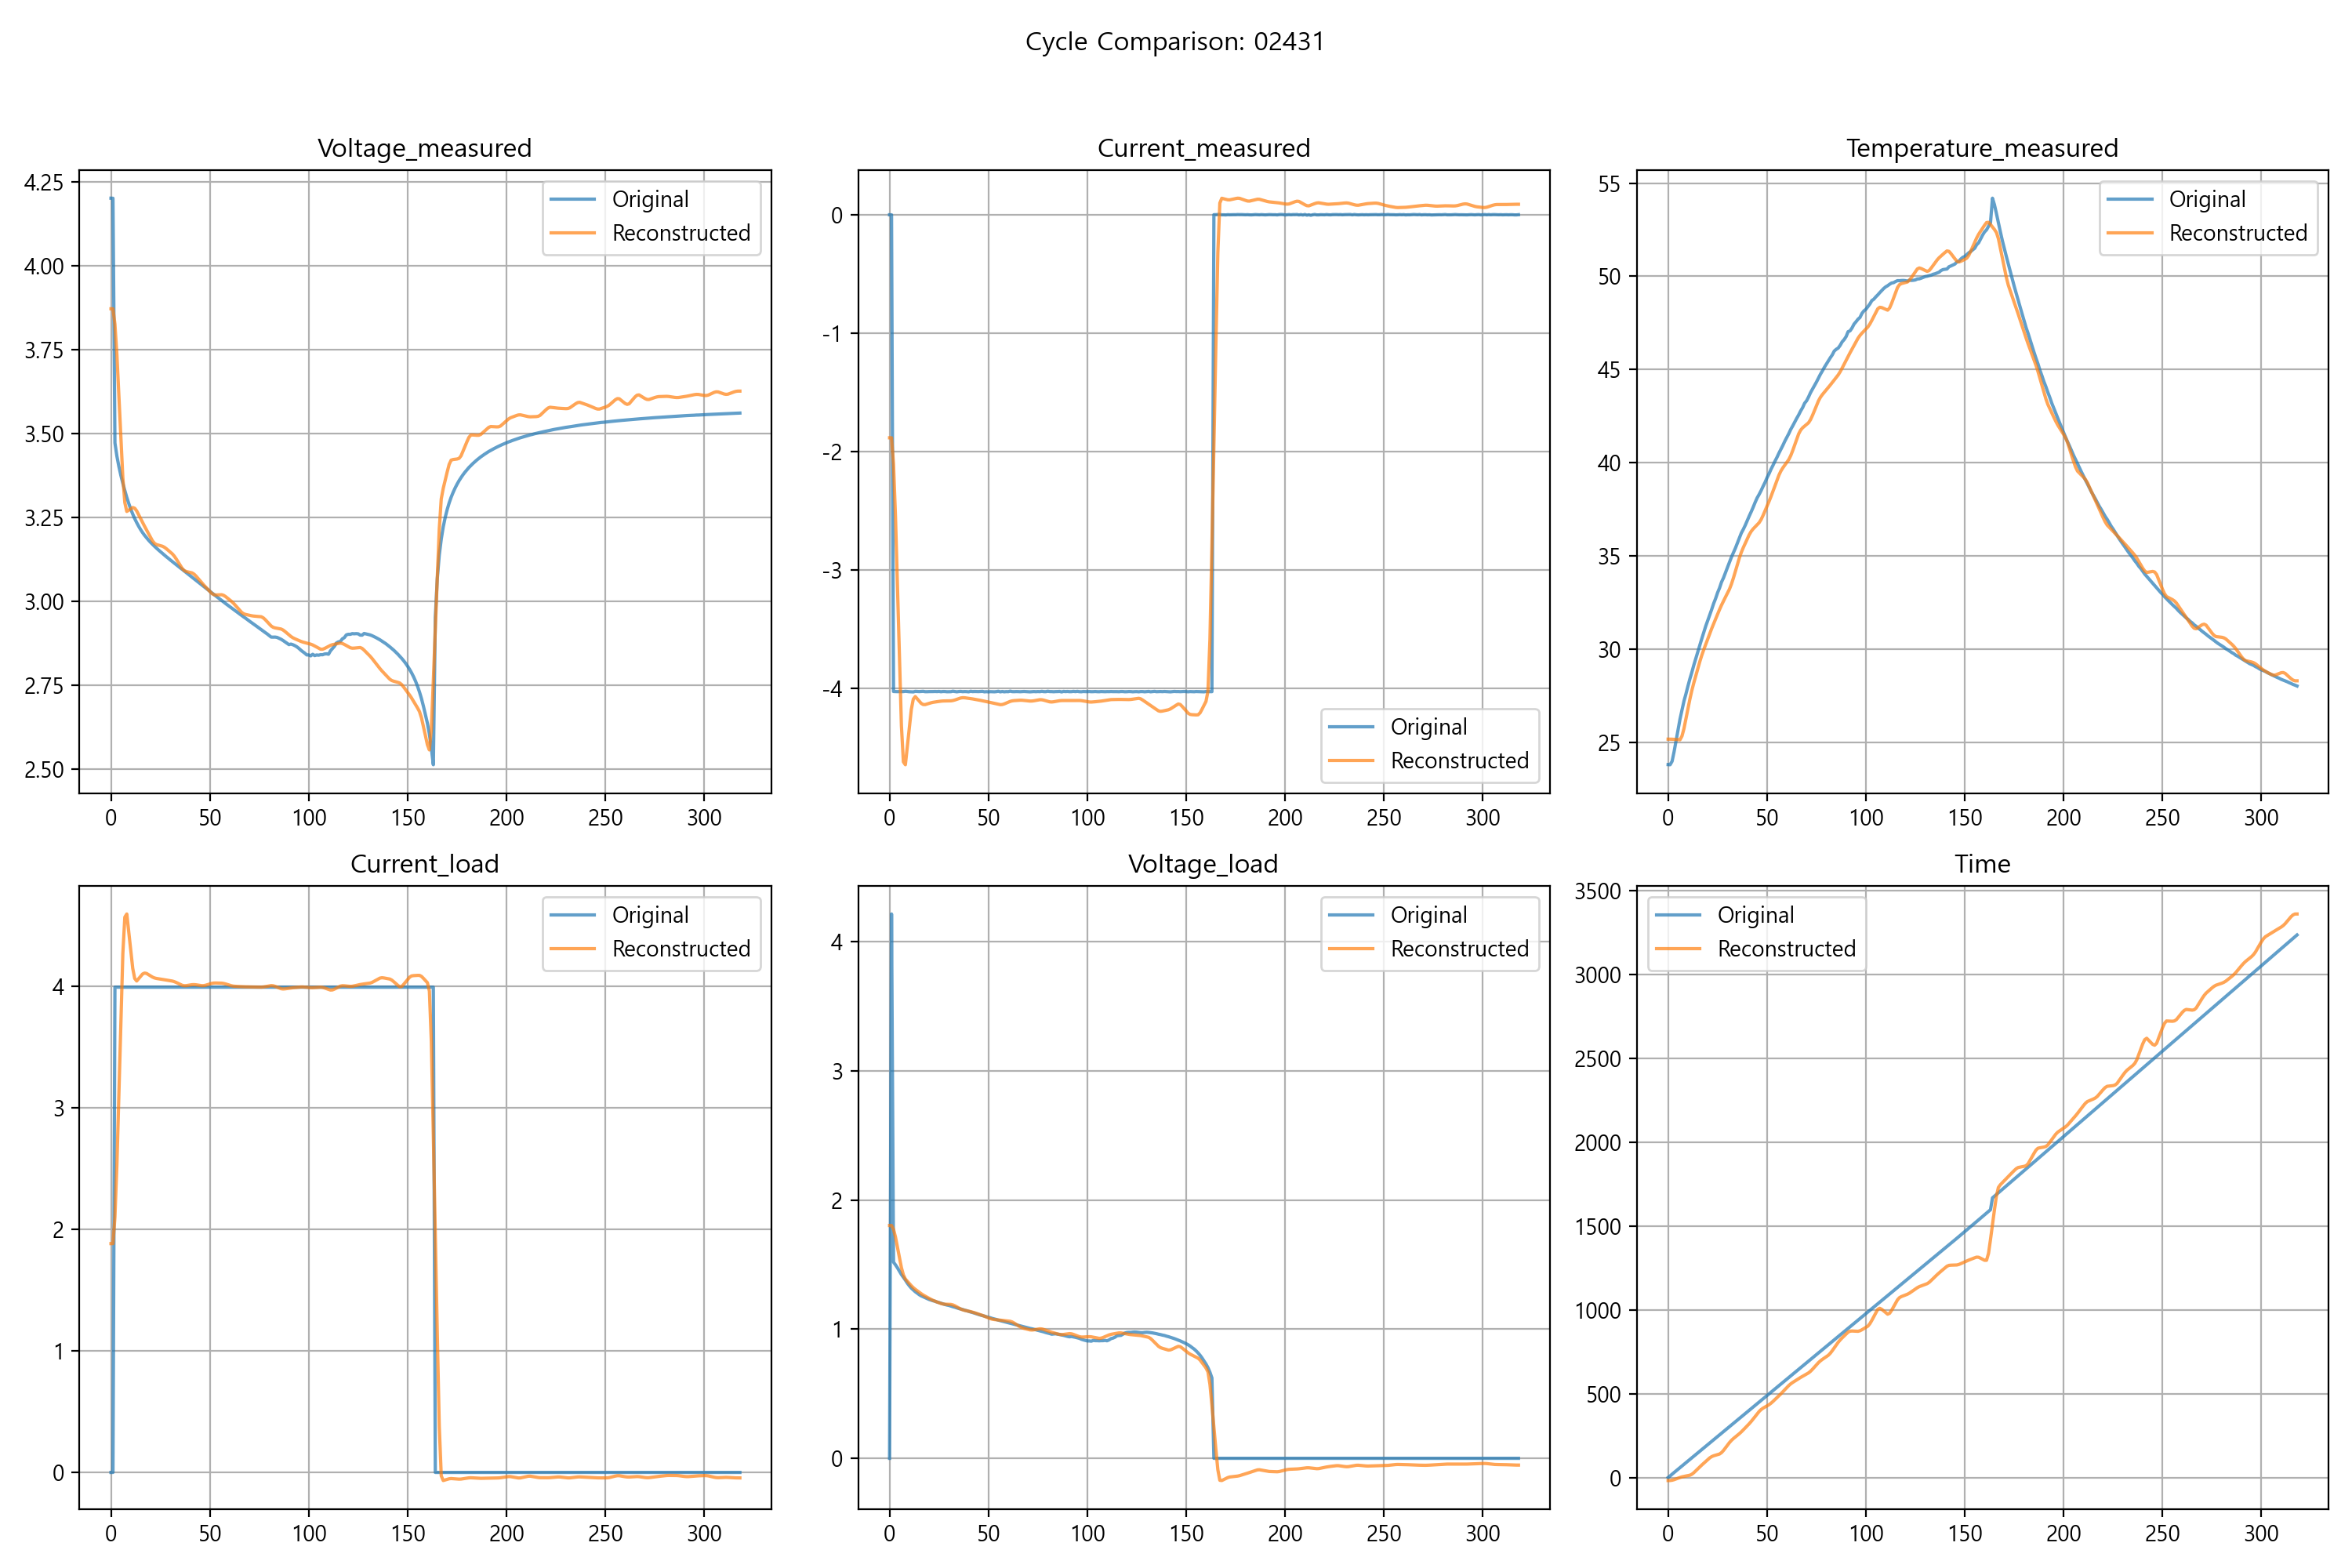 Cycle Comparison: 02431
Voltage_measured
4.25
4.00
3.75
3.50
3.25
3.00
2.75
2.50
0 50 100 150 200 250 300
Original
Reconstructed
Current_measured
0
-1
-2
-3
-4
0 50 100 150 200 250 300
Original
Reconstructed
Temperature_measured
55
50
45
40
35
30
25
0 50 100 150 200 250 300
Original
Reconstructed
Current_load
4
3
2
1
0
0 50 100 150 200 250 300
Original
Reconstructed
Voltage_load
4
3
2
1
0
0 50 100 150 200 250 300
Original
Reconstructed
Time
3500
3000
2500
2000
1500
1000
500
0
0 50 100 150 200 250 300
Original
Reconstructed